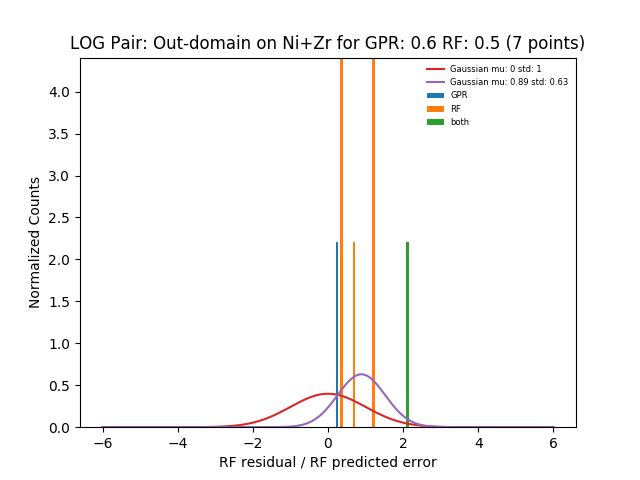 LOG Pair: Out-domain on Ni+Zr for GPR: 0.6 RF: 0.5 (7 points)
Gaussian mu: 0 std: 1
Gaussian mu: 0.89 std: 0.63
GPR
RF
both
Normalized Counts
4.0
3.5
3.0
2.5
2.0
1.5
1.0
0.5
0.0
−6 −4 −2 0 2 4 6
RF residual / RF predicted error